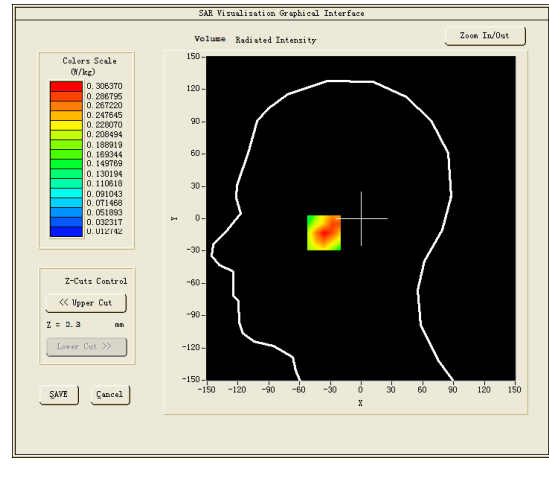 SAR Visualisation Graphical Interface
Volume Radiated Intensity
Zoom In/Out
Colors Scale
(W/kg)
0.306370
0.286795
0.267220
0.247645
0.228070
0.208494
0.188919
0.169344
0.149769
0.130194
0.110618
0.091043
0.071468
0.051893
0.032317
0.012742
Z-Cuts Control
<< Upper Cut
Z = 0.3 mm
Lower Cut >>
SAVE Cancel
150
120
90
60
30
0
-30
-60
-90
-120
-150
Y
-150 -120 -90 -60 -30 0 30 60 90 120 150
X